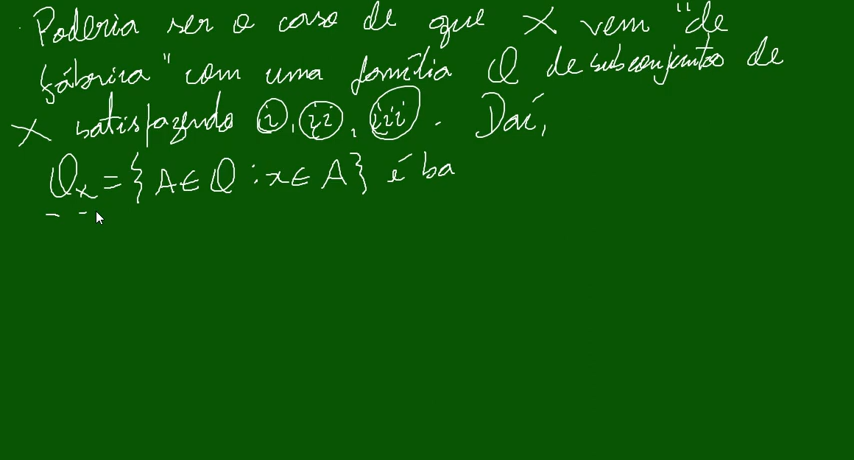 Poderia ser o caso de que X vem "de
fábrica" com uma família O de subconjuntos de
X satisfazendo i, ii, iii. Daí,
O_x = { A ∈ O : x ∈ A } é ba